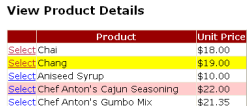 View Product Details
Product Unit Price
Select Chai $18.00
Select Chang $19.00
Select Aniseed Syrup $10.00
Select Chef Anton's Cajun Seasoning $22.00
Select Chef Anton's Gumbo Mix $21.35